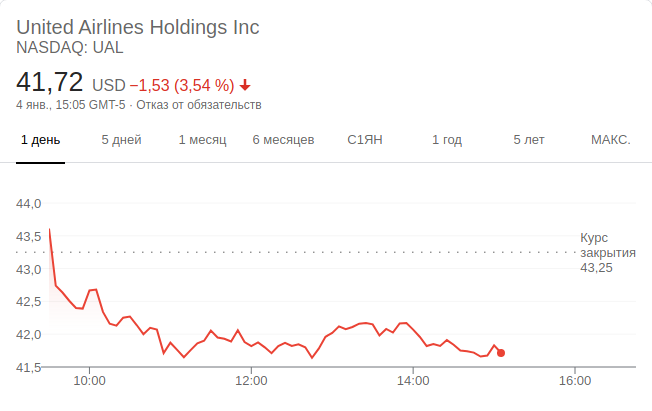 United Airlines Holdings Inc
NASDAQ: UAL
41,72 USD −1,53 (3,54 %)
4 янв., 15:05 GMT-5 · Отказ от обязательств
1 день 5 дней 1 месяц 6 месяцев С1ЯН 1 год 5 лет МАКС.
44,0
43,5
Курс
закрытия
43,25
43,0
42,5
42,0
41,5
10:00 12:00 14:00 16:00